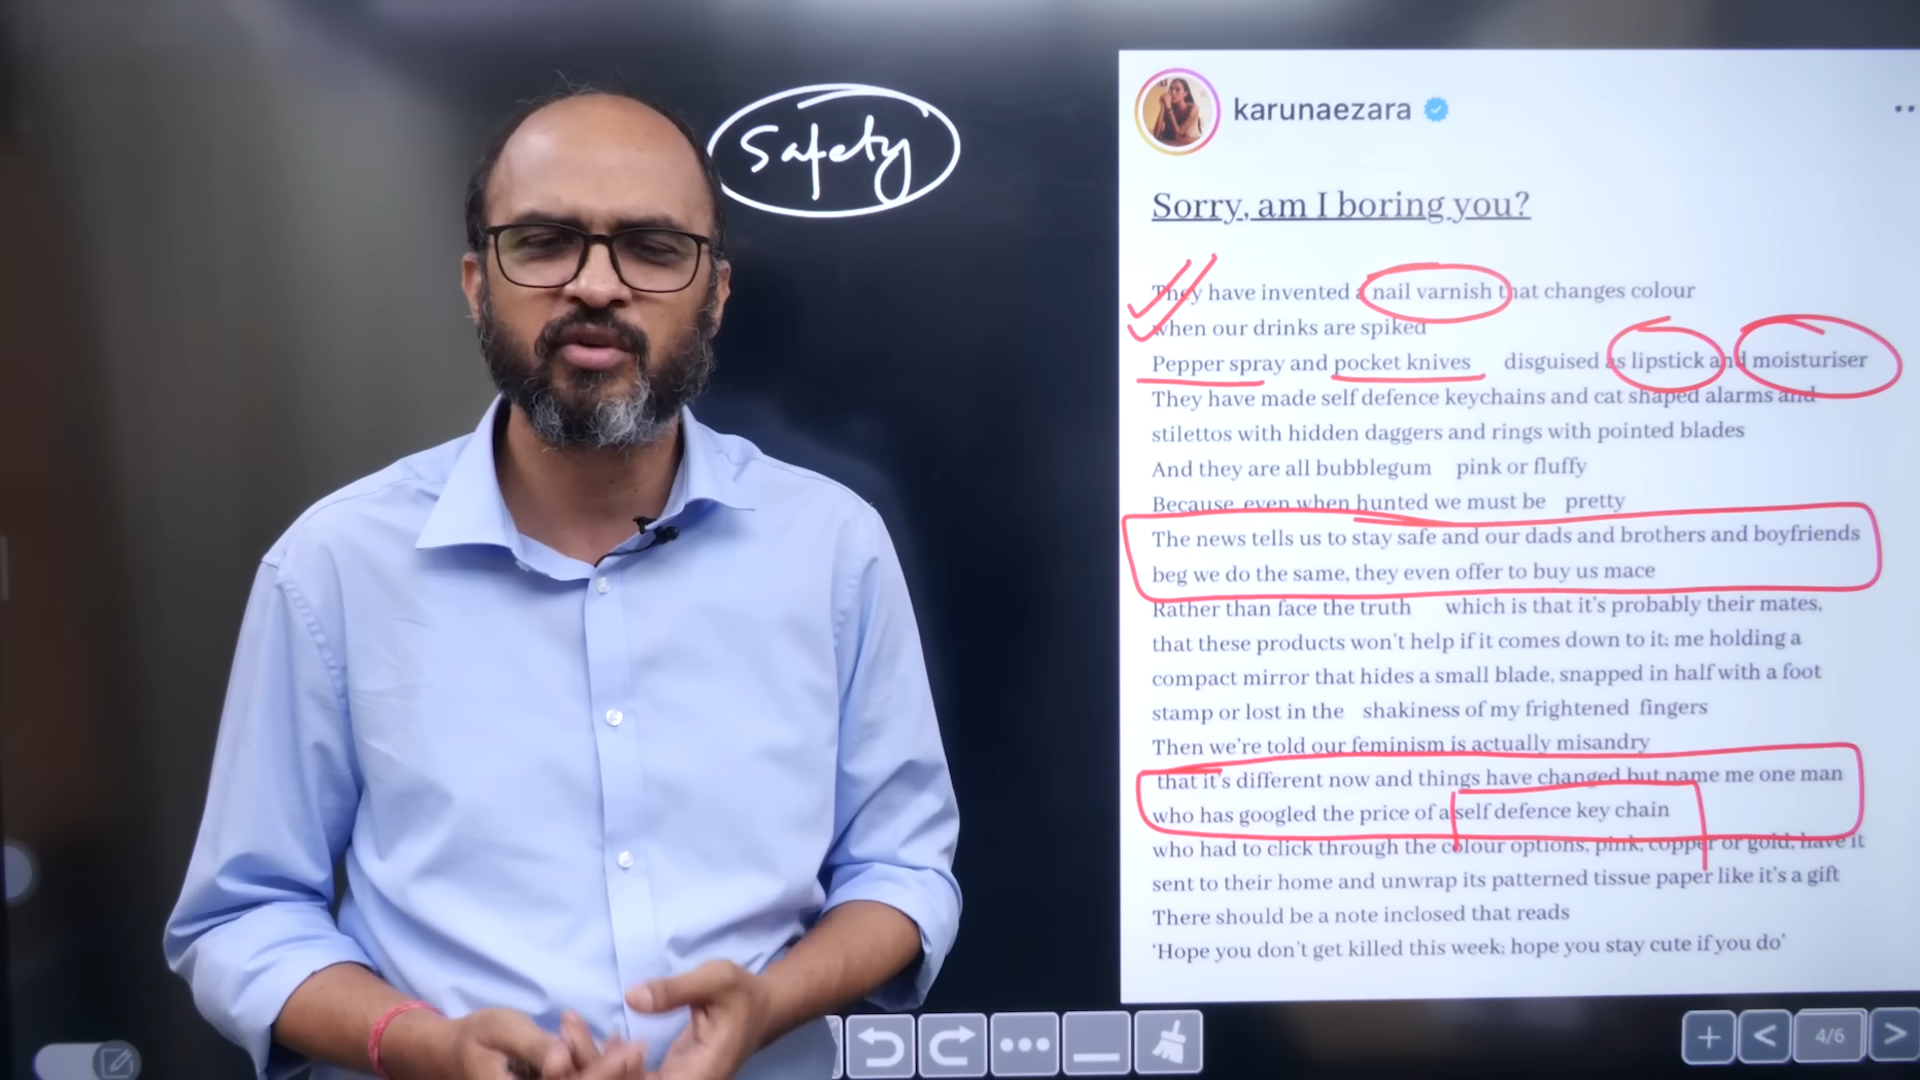 Safety
karunaezara
Sorry, am I boring you?
They have invented a nail varnish that changes colour
when our drinks are spiked
Pepper spray and pocket knives disguised as lipstick and moisturiser
They have made self defence keychains and cat shaped alarms and
stilettos with hidden daggers and rings with pointed blades
And they are all bubblegum pink or fluffy
Because even when hunted we must be pretty
The news tells us to stay safe and our dads and brothers and boyfriends
beg we do the same, they even offer to buy us mace
Rather than face the truth which is that it's probably their mates,
that these products won't help if it comes down to it; me holding a
compact mirror that hides a small blade, snapped in half with a foot
stamp or lost in the shakiness of my frightened fingers
Then we're told our feminism is actually misandry
that it's different now and things have changed but name me one man
who has googled the price of a self defence key chain
who had to click through the colour options, pink, copper or gold, have it
sent to their home and unwrap its patterned tissue paper like it's a gift
There should be a note inclosed that reads
'Hope you don't get killed this week; hope you stay cute if you do'
4/6